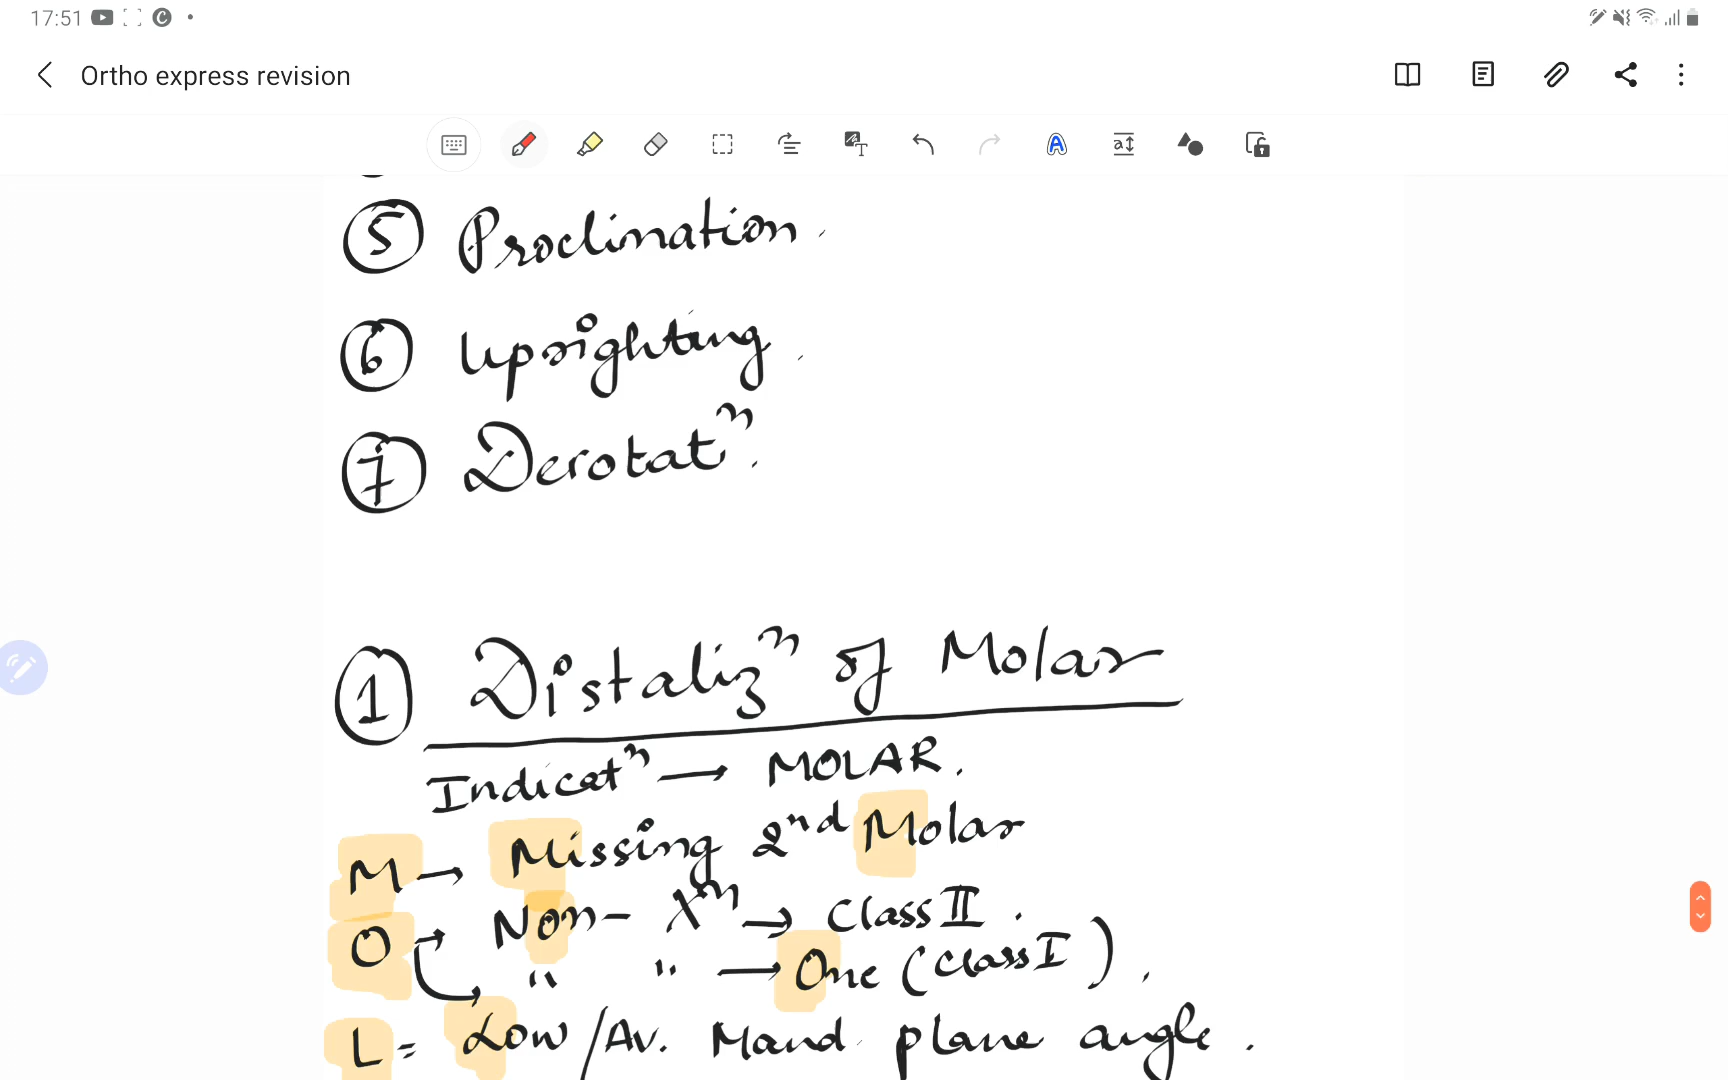 17:51
Ortho express revision
⑤ Proclination.
⑥ Uprighting.
⑦ Derotatⁿ.
① Distalizⁿ of Molar
Indicatⁿ → MOLAR.
M → Missing 2nd Molar
O → Non- Xⁿ → Class II.
" " → One (Class I).
L = Low/Av. Mand. plane angle.